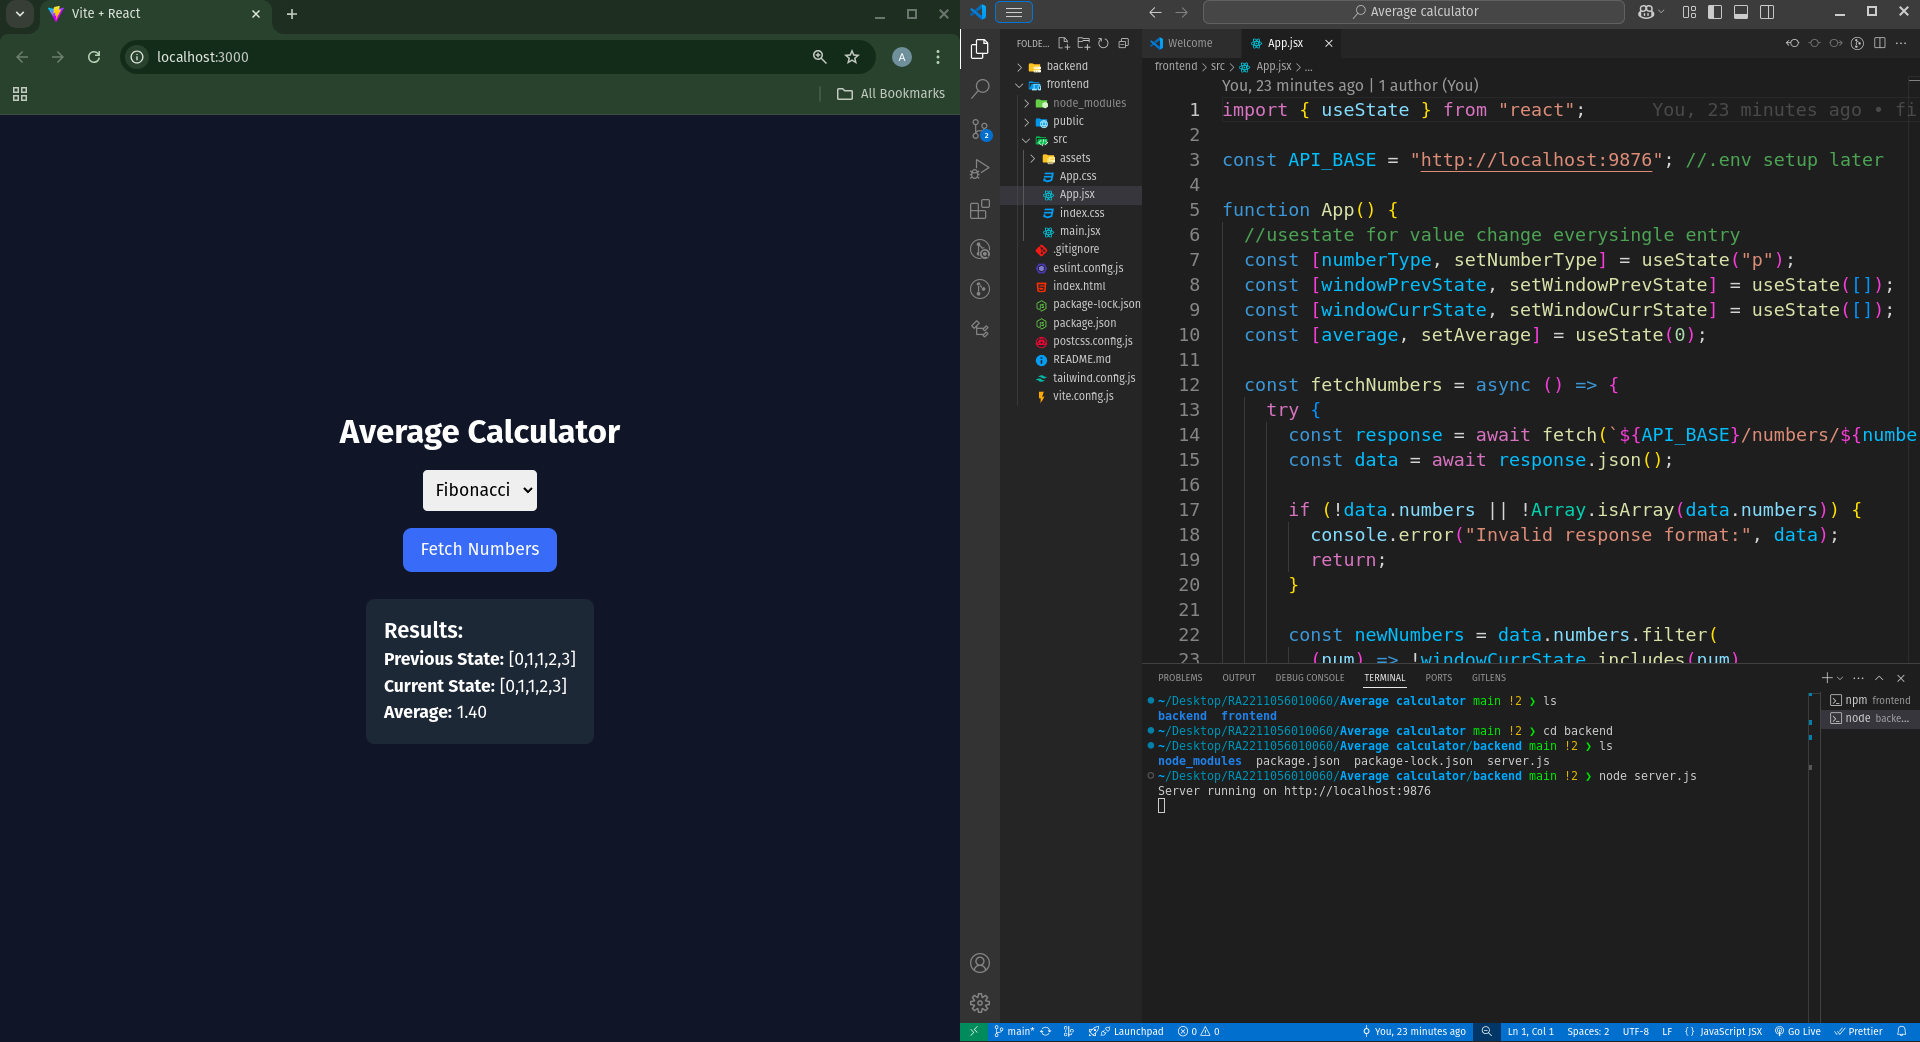 Vite + React
localhost:3000
A
All Bookmarks
Average Calculator
Fibonacci
Fetch Numbers
Results:
Previous State: [0,1,1,2,3]
Current State: [0,1,1,2,3]
Average: 1.40
Average calculator
FOLDE...
backend
frontend
node_modules
public
src
assets
App.css
App.jsx
index.css
main.jsx
.gitignore
eslint.config.js
index.html
package-lock.json
package.json
postcss.config.js
README.md
tailwind.config.js
vite.config.js
2
Welcome
App.jsx
frontend > src > App.jsx > ...
You, 23 minutes ago | 1 author (You)
1 import { useState } from "react"; You, 23 minutes ago • fi
2
3 const API_BASE = "http://localhost:9876"; //.env setup later
4
5 function App() {
6 //usestate for value change everysingle entry
7 const [numberType, setNumberType] = useState("p");
8 const [windowPrevState, setWindowPrevState] = useState([]);
9 const [windowCurrState, setWindowCurrState] = useState([]);
10 const [average, setAverage] = useState(0);
11
12 const fetchNumbers = async () => {
13 try {
14 const response = await fetch(`${API_BASE}/numbers/${numbe
15 const data = await response.json();
16
17 if (!data.numbers || !Array.isArray(data.numbers)) {
18 console.error("Invalid response format:", data);
19 return;
20 }
21
22 const newNumbers = data.numbers.filter(
23 (num) => !windowCurrState.includes(num)
PROBLEMS OUTPUT DEBUG CONSOLE TERMINAL PORTS GITLENS
~/Desktop/RA2211056010060/Average calculator main !2 ❯ ls
backend frontend
~/Desktop/RA2211056010060/Average calculator main !2 ❯ cd backend
~/Desktop/RA2211056010060/Average calculator/backend main !2 ❯ ls
node_modules package.json package-lock.json server.js
~/Desktop/RA2211056010060/Average calculator/backend main !2 ❯ node server.js
Server running on http://localhost:9876
npm frontend
node backe...
main* Launchpad 0 0 You, 23 minutes ago Ln 1, Col 1 Spaces: 2 UTF-8 LF {} JavaScript JSX Go Live Prettier